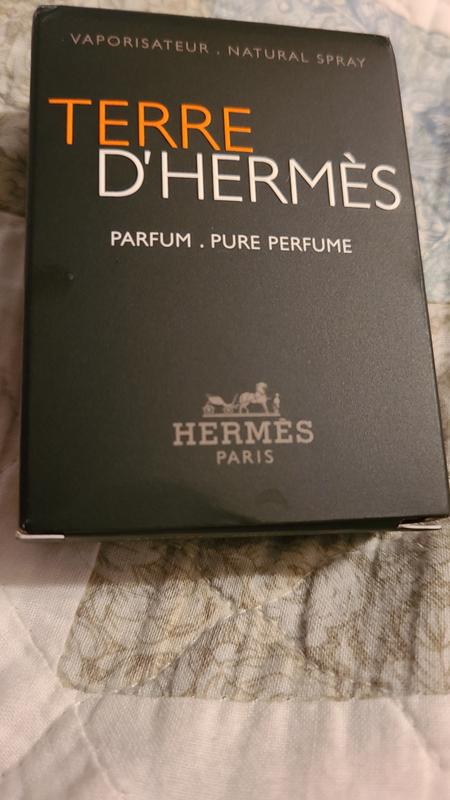 VAPORISATEUR . NATURAL SPRAY
TERRE
D'HERMÈS
PARFUM . PURE PERFUME
HERMÈS
PARIS